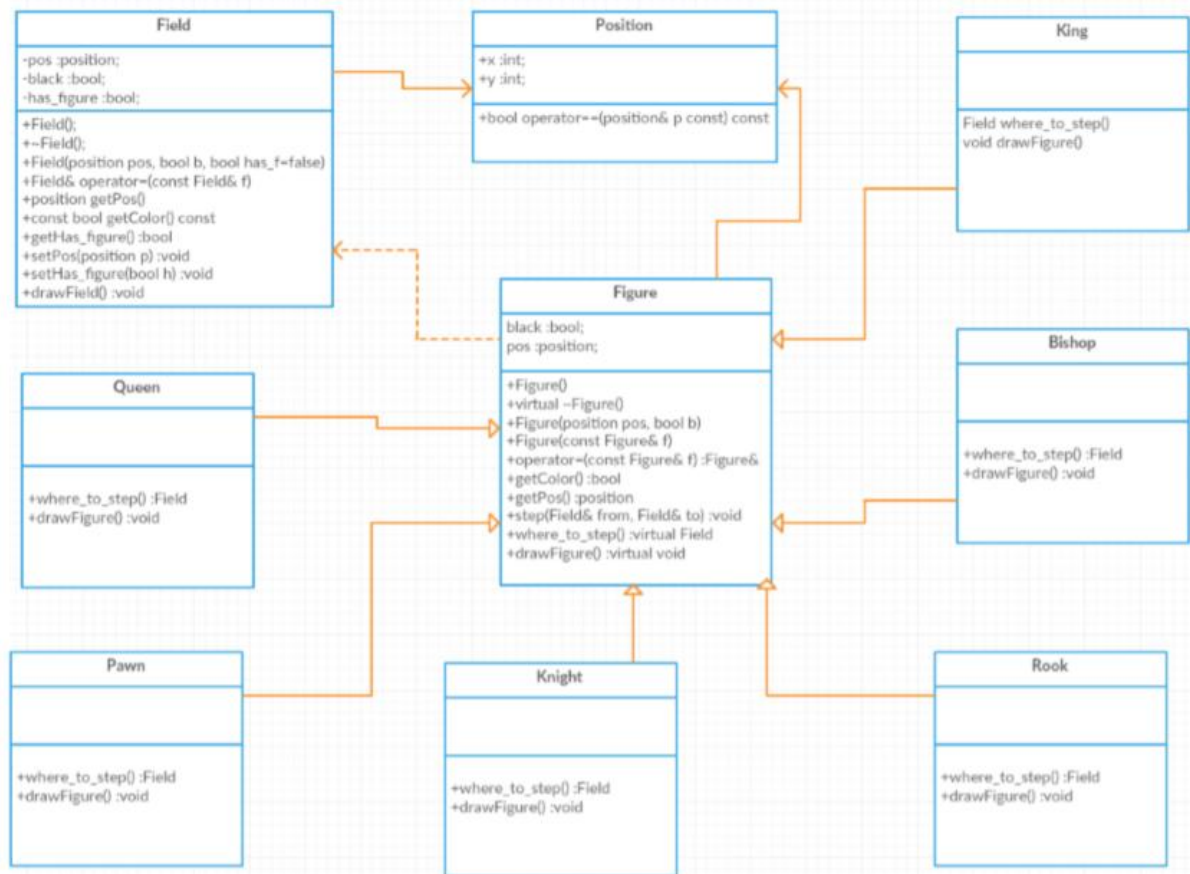 Field
-pos :position;
-black :bool;
-has_figure :bool;
+Field();
+~Field();
+Field(position pos, bool b, bool has_f=false)
+Field& operator=(const Field& f)
+position getPos()
+const bool getColor() const
+getHas_figure() :bool
+setPos(position p) :void
+setHas_figure(bool h) :void
+drawField() :void
Position
+x :int;
+y :int;
+bool operator==(position& p const) const
King
Field where_to_step()
void drawFigure()
Figure
black :bool;
pos :position;
+Figure()
+virtual ~Figure()
+Figure(position pos, bool b)
+Figure(const Figure& f)
+operator=(const Figure& f) :Figure&
+getColor() :bool
+getPos() :position
+step(Field& from, Field& to) :void
+where_to_step() :virtual Field
+drawFigure() :virtual void
Bishop
+where_to_step() :Field
+drawFigure() :void
Queen
+where_to_step() :Field
+drawFigure() :void
Pawn
+where_to_step() :Field
+drawFigure() :void
Knight
+where_to_step() :Field
+drawFigure() :void
Rook
+where_to_step() :Field
+drawFigure() :void